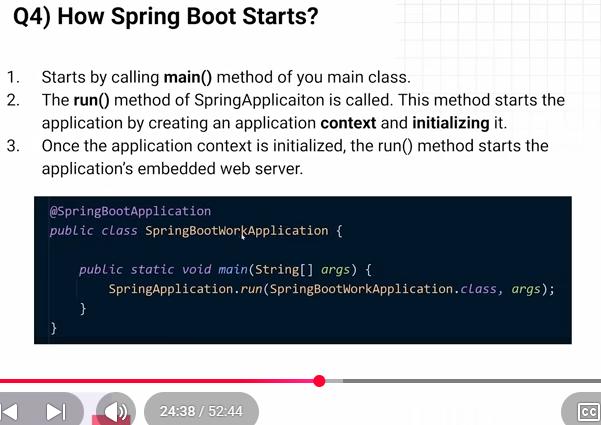 Q4) How Spring Boot Starts?
1. Starts by calling main() method of you main class.
2. The run() method of SpringApplicaiton is called. This method starts the
application by creating an application context and initializing it.
3. Once the application context is initialized, the run() method starts the
application's embedded web server.
@SpringBootApplication
public class SpringBootWorkApplication {
public static void main(String[] args) {
SpringApplication.run(SpringBootWorkApplication.class, args);
}
}
24:38 / 52:44
CC